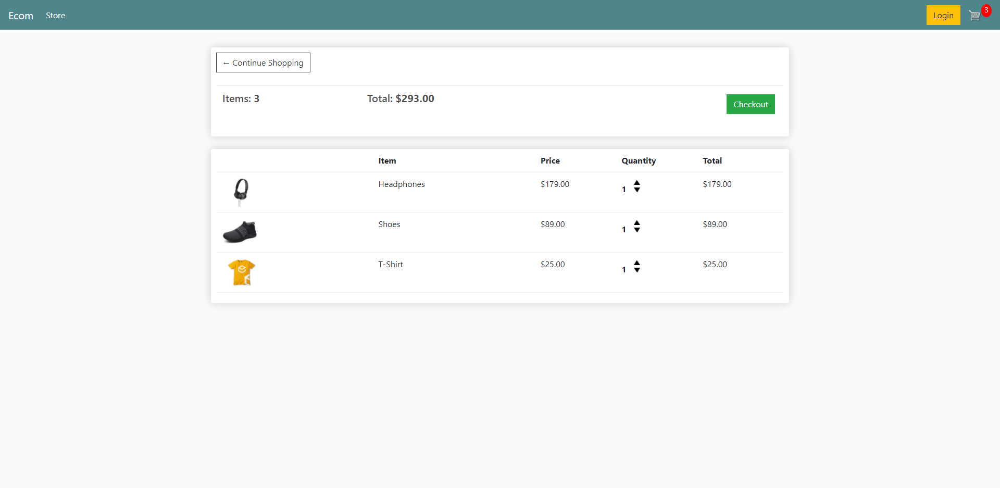 Ecom Store Login 3
← Continue Shopping
Items: 3 Total: $293.00 Checkout
Item Price Quantity Total
Headphones $179.00 1 $179.00
Shoes $89.00 1 $89.00
T-Shirt $25.00 1 $25.00